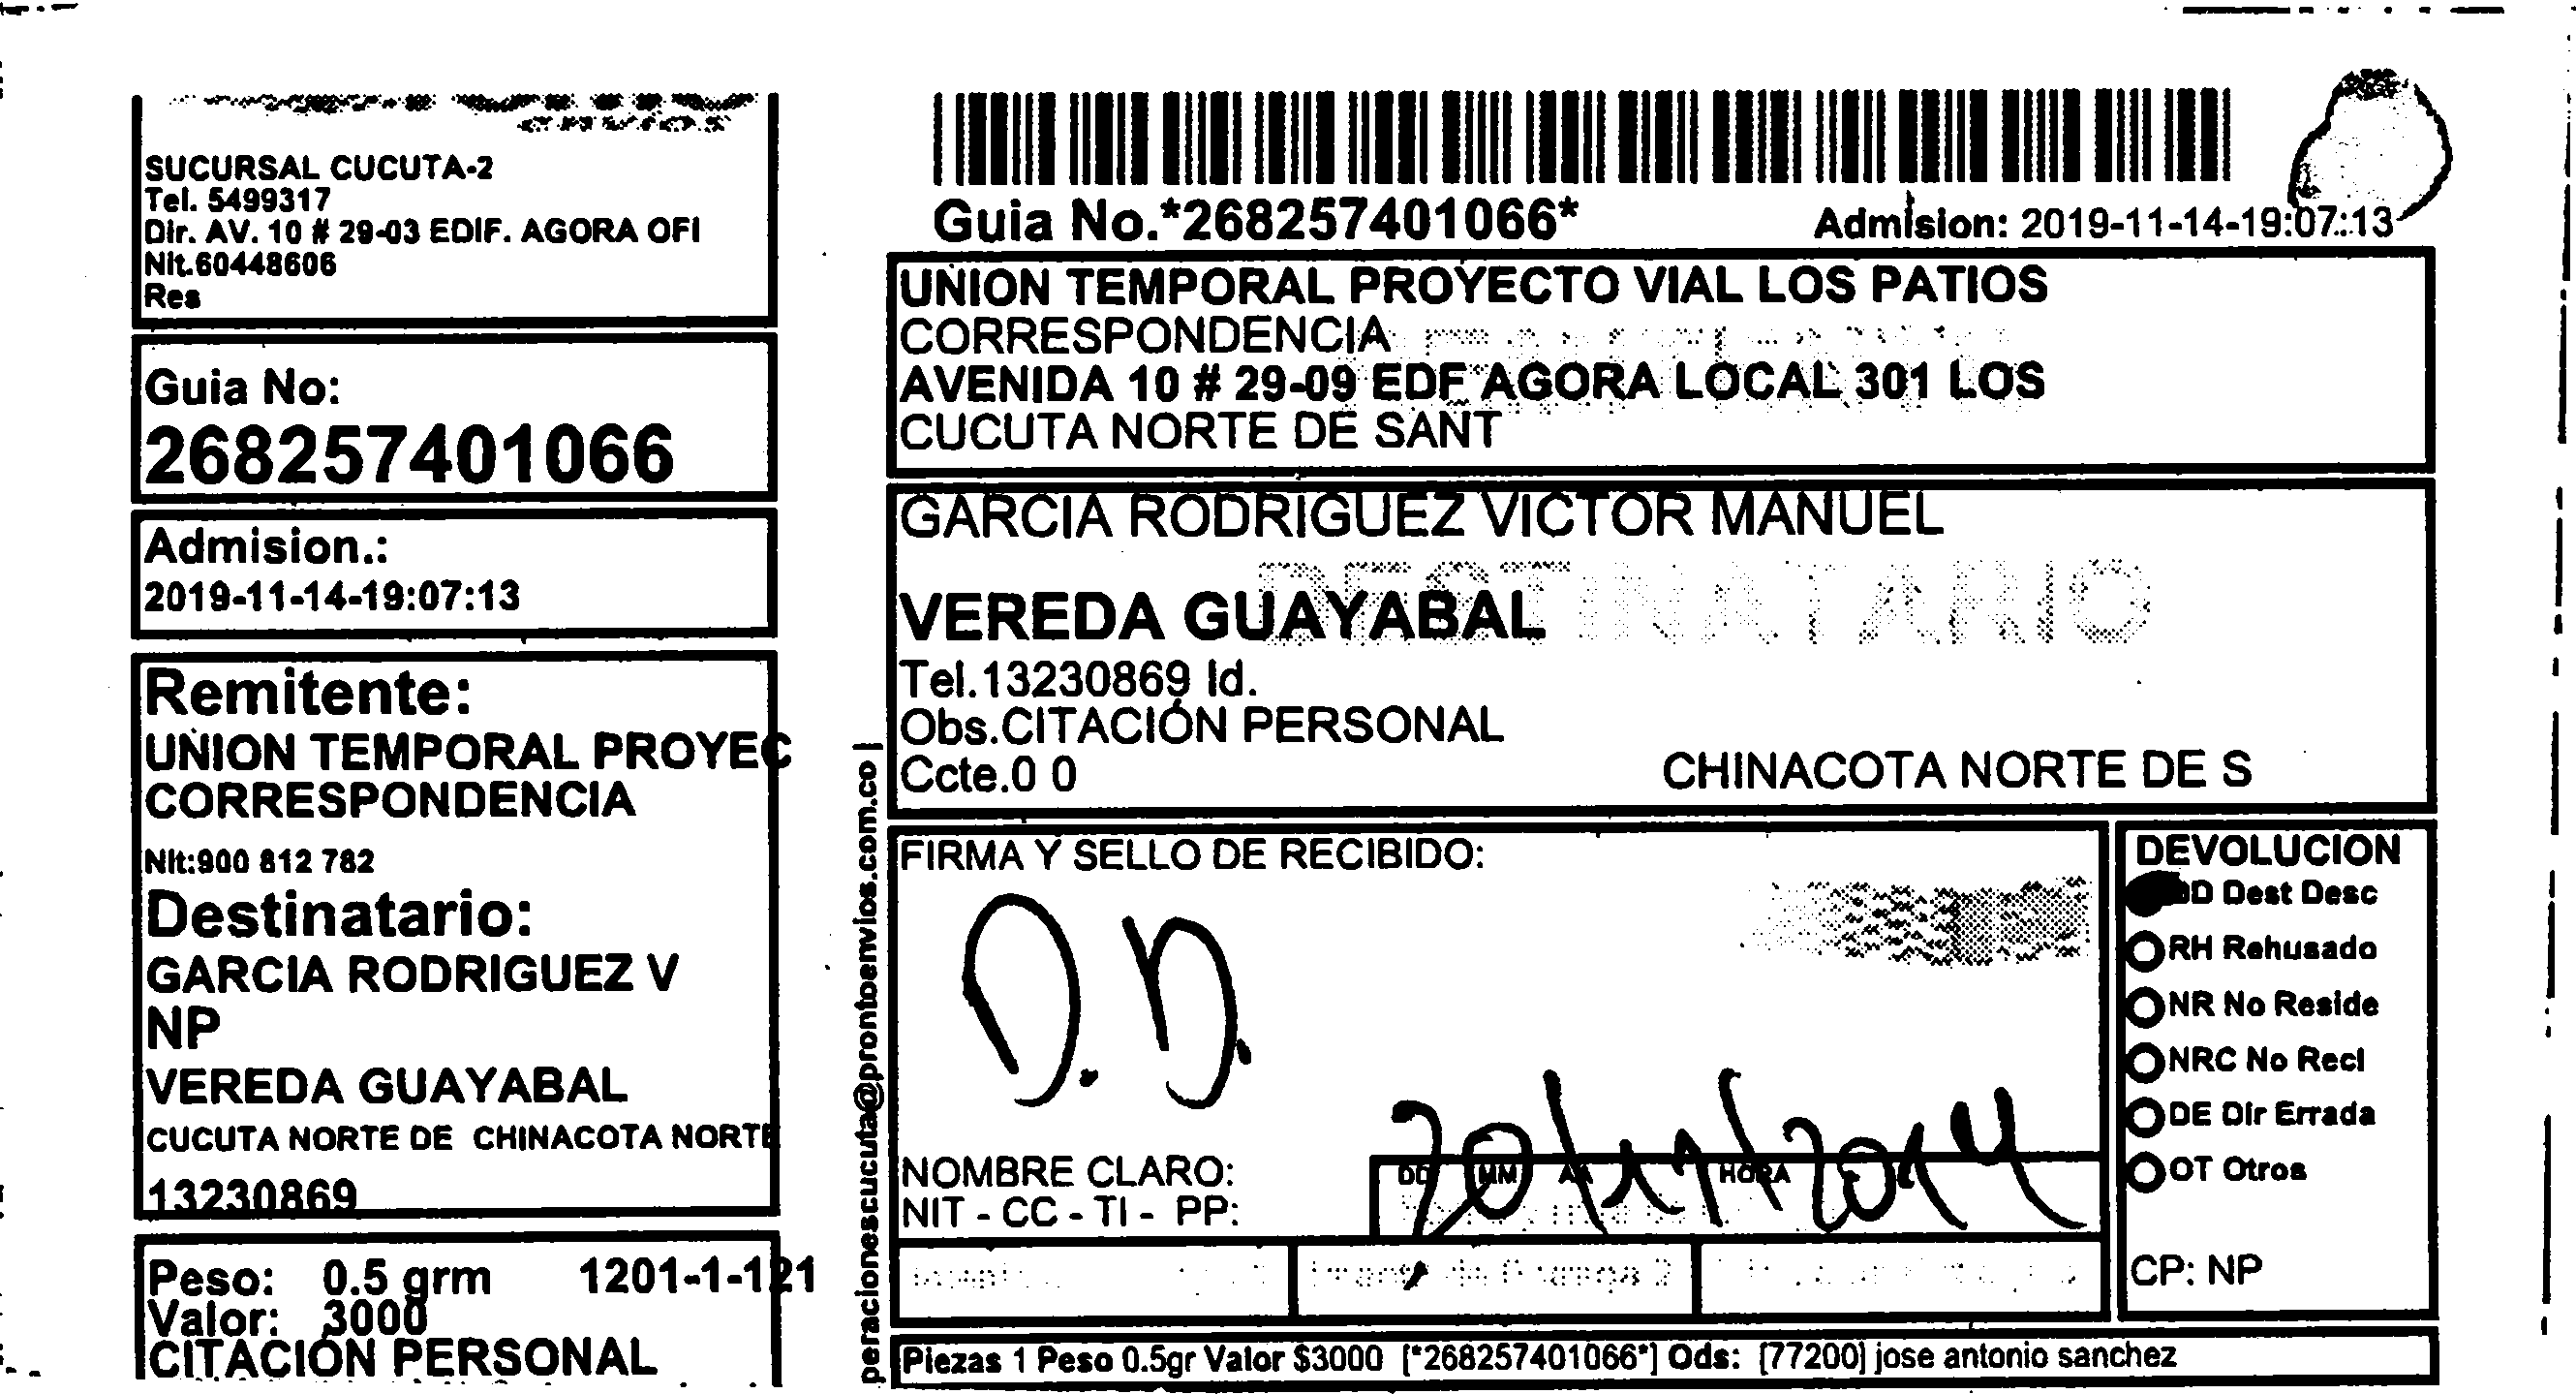 SUCURSAL CUCUTA-2
Tel. 5499317
Dir. AV. 10 # 29-03 EDIF. AGORA OFI
Nit.60448606
Res
Guia No:
268257401066
Admision.:
2019-11-14-19:07:13
Remitente:
UNION TEMPORAL PROYEC
CORRESPONDENCIA
Nit:900 812 782
Destinatario:
GARCIA RODRIGUEZ V
NP
VEREDA GUAYABAL
CUCUTA NORTE DE CHINACOTA NORTE
13230869
Peso: 0.5 grm 1201-1-121
Valor: 3000
CITACIÓN PERSONAL
peracionescucuta@prontoenvios.com.co |
Guia No.*268257401066*
Admision: 2019-11-14-19:07:13
UNION TEMPORAL PROYECTO VIAL LOS PATIOS
CORRESPONDENCIA
AVENIDA 10 # 29-09 EDF AGORA LOCAL 301 LOS
CUCUTA NORTE DE SANT
GARCIA RODRIGUEZ VICTOR MANUEL
DESTINATARIO
VEREDA GUAYABAL
Tel.13230869 Id.
Obs.CITACIÓN PERSONAL
Ccte.0 0 CHINACOTA NORTE DE S
FIRMA Y SELLO DE RECIBIDO:
D.D.
NOMBRE CLARO:
NIT - CC - TI - PP:
DD MM AA HORA
DEVOLUCION
DD Dest Desc
RH Rehusado
NR No Reside
NRC No Recl
DE Dir Errada
OT Otros
CP: NP
Piezas 1 Peso 0.5gr Valor $3000 [*268257401066*] Ods: [77200] jose antonio sanchez